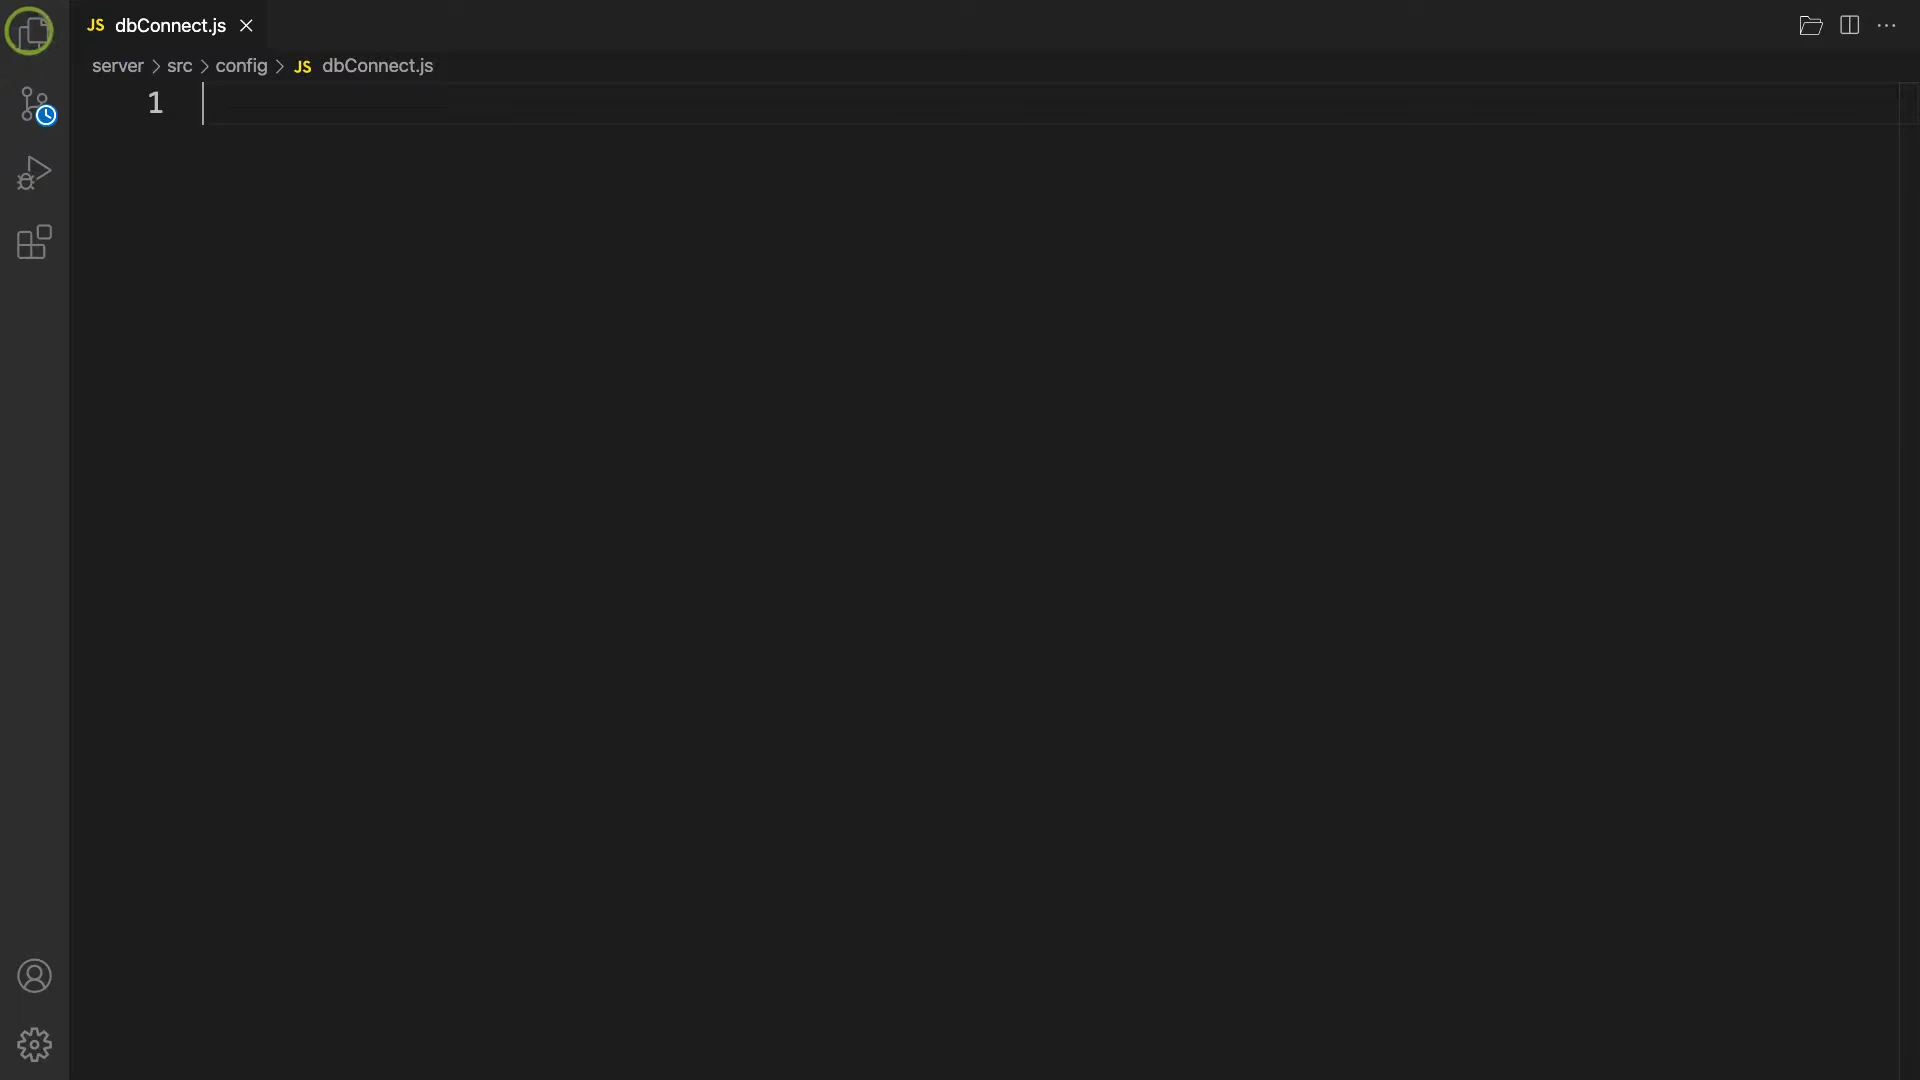 JS dbConnect.js
server > src > config > JS dbConnect.js
1